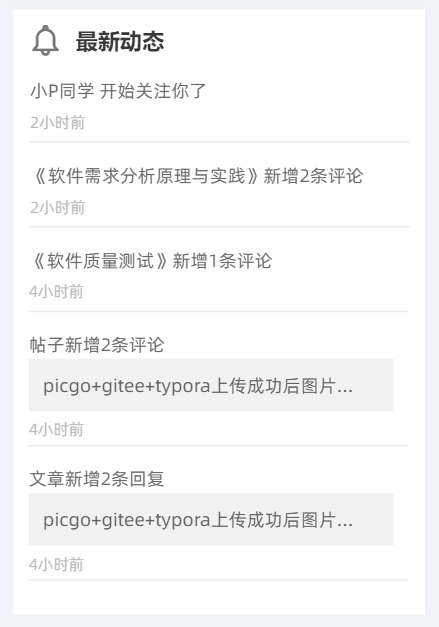 最新动态
小P同学 开始关注你了
2小时前
《软件需求分析原理与实践》新增2条评论
2小时前
《软件质量测试》新增1条评论
4小时前
帖子新增2条评论
picgo+gitee+typora上传成功后图片...
4小时前
文章新增2条回复
picgo+gitee+typora上传成功后图片...
4小时前